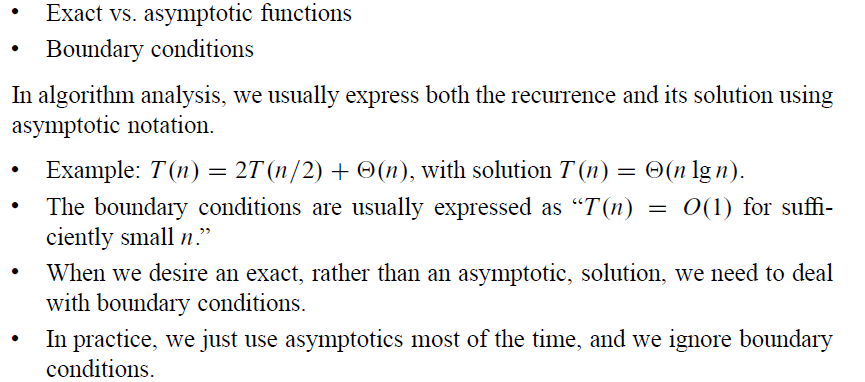 • Exact vs. asymptotic functions
• Boundary conditions
In algorithm analysis, we usually express both the recurrence and its solution using
asymptotic notation.
• Example: T(n) = 2T(n/2) + Θ(n), with solution T(n) = Θ(n lg n).
• The boundary conditions are usually expressed as “T(n) = O(1) for suffi-
ciently small n.”
• When we desire an exact, rather than an asymptotic, solution, we need to deal
with boundary conditions.
• In practice, we just use asymptotics most of the time, and we ignore boundary
conditions.